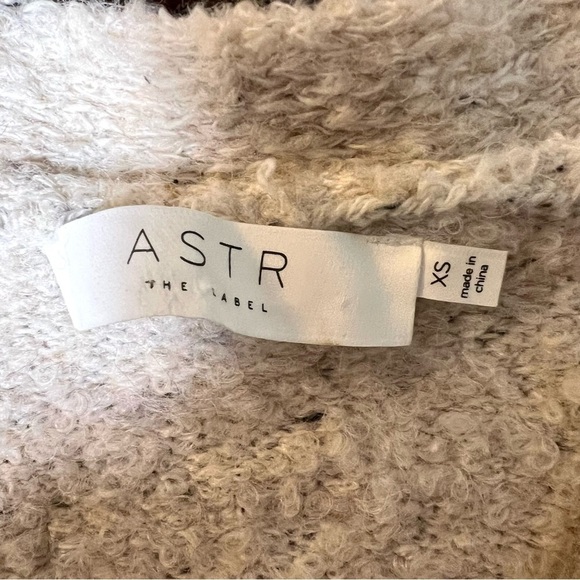 ASTR
THE LABEL
XS
made in
china